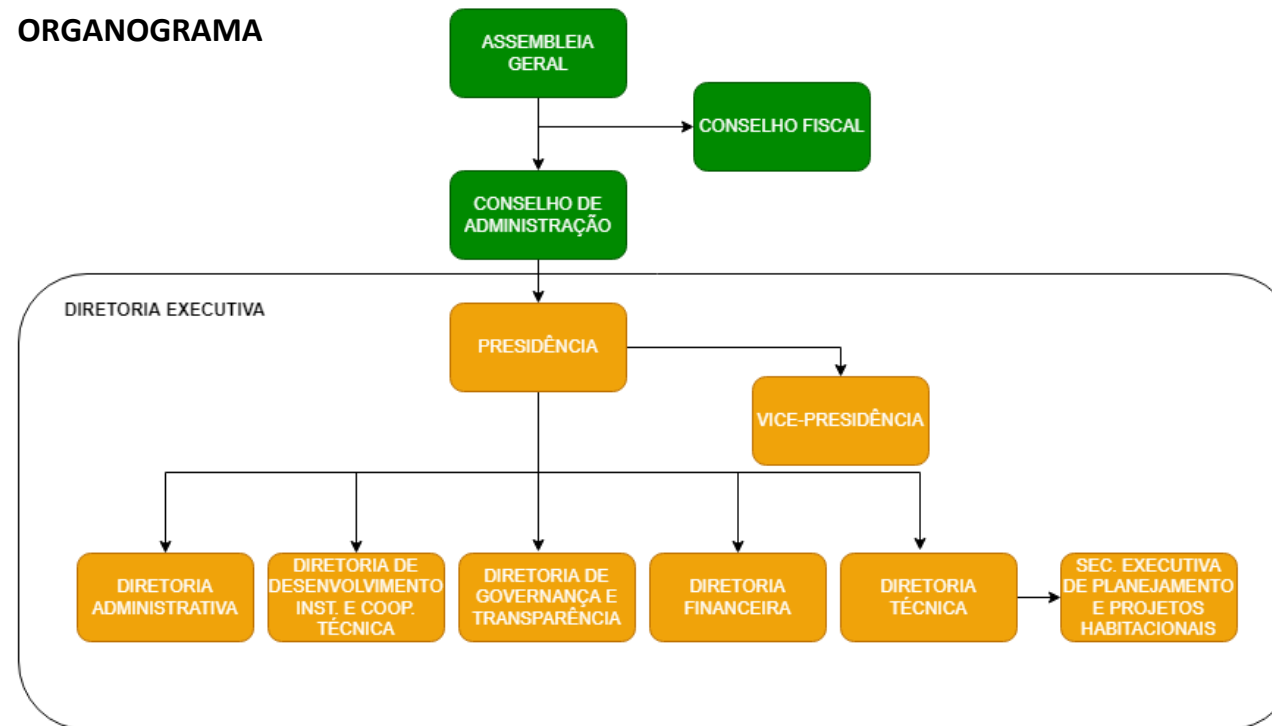 ORGANOGRAMA
ASSEMBLEIA
GERAL
CONSELHO FISCAL
CONSELHO DE
ADMINISTRAÇÃO
DIRETORIA EXECUTIVA
PRESIDÊNCIA
VICE-PRESIDÊNCIA
DIRETORIA
ADMINISTRATIVA
DIRETORIA DE
DESENVOLVIMENTO
INST. E COOP.
TÉCNICA
DIRETORIA DE
GOVERNANÇA E
TRANSPARÊNCIA
DIRETORIA
FINANCEIRA
DIRETORIA
TÉCNICA
SEC. EXECUTIVA
DE PLANEJAMENTO
E PROJETOS
HABITACIONAIS